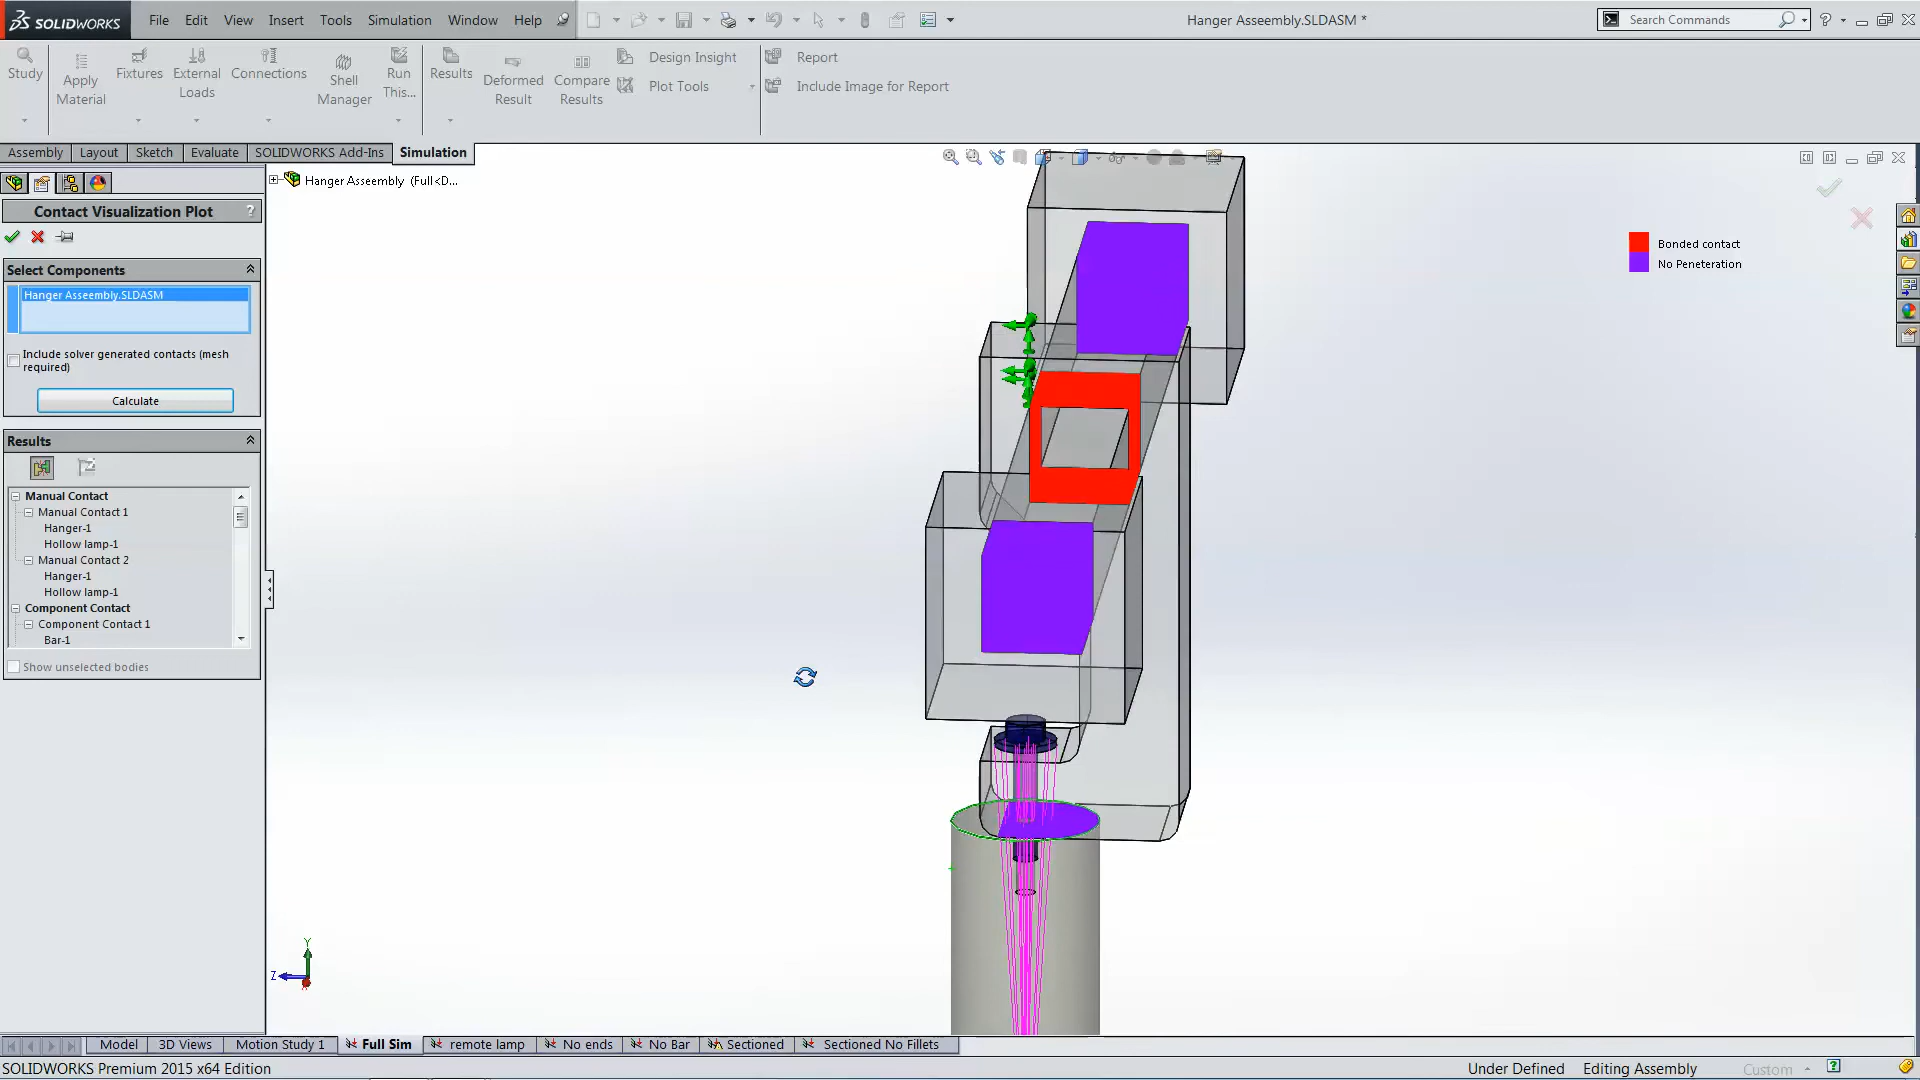 SOLIDWORKS
File Edit View Insert Tools Simulation Window Help
Hanger Asseembly.SLDASM *
Search Commands
?
Study
Apply Material
Fixtures
External Loads
Connections
Shell Manager
Run This...
Results
Deformed Result
Compare Results
Design Insight
Plot Tools
Report
Include Image for Report
Assembly Layout Sketch Evaluate SOLIDWORKS Add-Ins Simulation
Hanger Asseembly (Full<D...
Contact Visualization Plot ?
Select Components
Hanger Asseembly.SLDASM
Include solver generated contacts (mesh
required)
Calculate
Results
Manual Contact
Manual Contact 1
Hanger-1
Hollow lamp-1
Manual Contact 2
Hanger-1
Hollow lamp-1
Component Contact
Component Contact 1
Bar-1
Show unselected bodies
Bonded contact
No Peneteration
Y
Z
X
Model 3D Views Motion Study 1 Full Sim remote lamp No ends No Bar Sectioned Sectioned No Fillets
SOLIDWORKS Premium 2015 x64 Edition
Under Defined Editing Assembly Custom ?